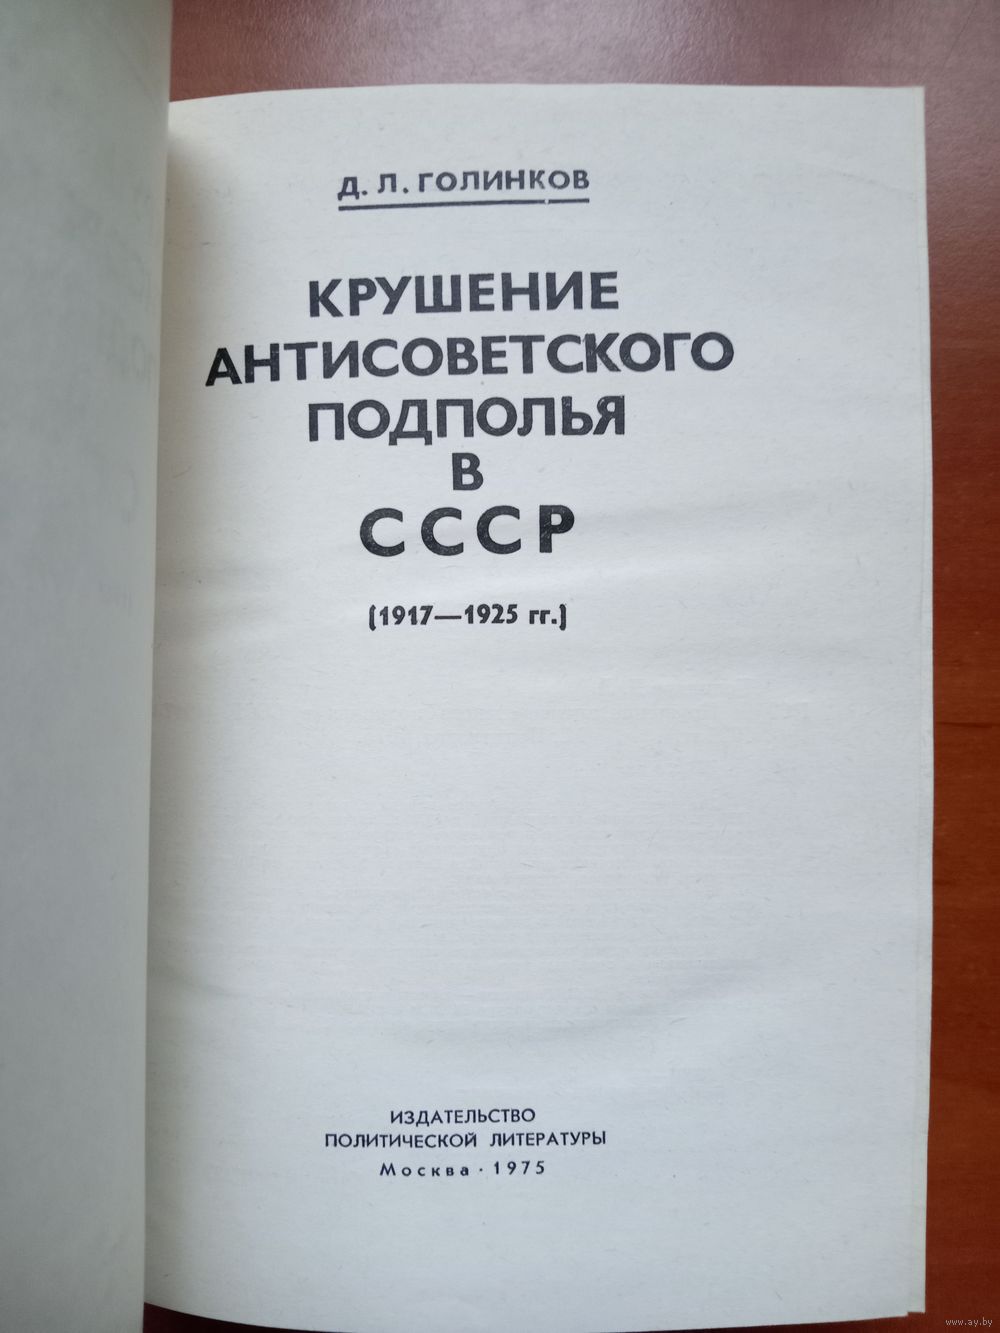 Д. Л. ГОЛИНКОВ
КРУШЕНИЕ
АНТИСОВЕТСКОГО
ПОДПОЛЬЯ
В
СССР
(1917—1925 гг.)
ИЗДАТЕЛЬСТВО
ПОЛИТИЧЕСКОЙ ЛИТЕРАТУРЫ
Москва · 1975
www.ay.by